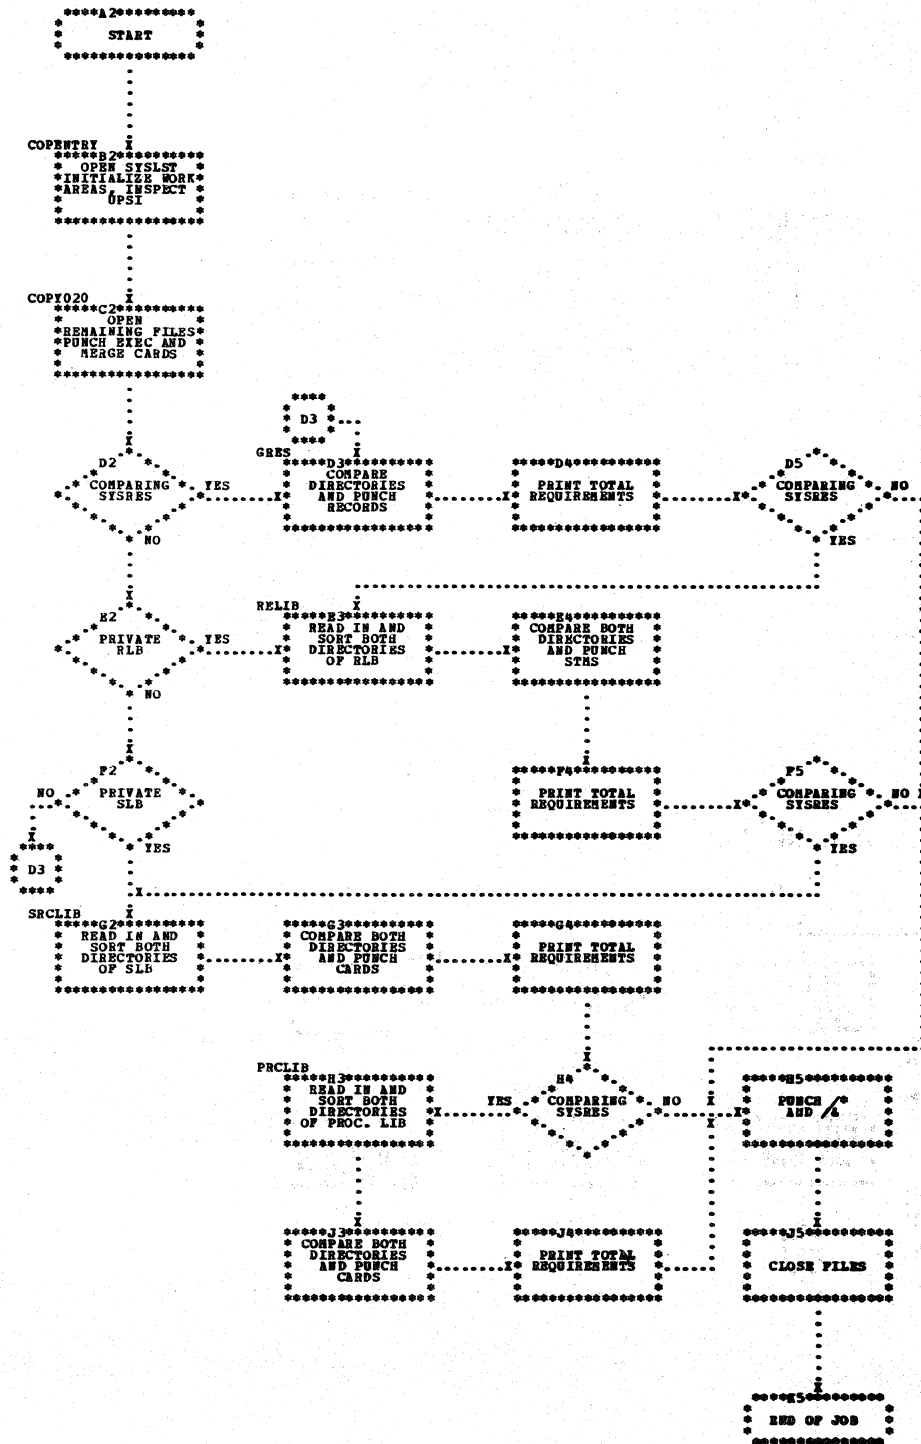 A2
START
COPENTRY
B2
OPEN SYSLST
INITIALIZE WORK
AREAS, INSPECT
UPSI
COPY020
C2
OPEN
REMAINING FILES
PUNCH EXEC AND
MERGE CARDS
D3
GRES
D2
COMPARING
SYSRES
YES
NO
D3
COMPARE
DIRECTORIES
AND PUNCH
RECORDS
D4
PRINT TOTAL
REQUIREMENTS
D5
COMPARING
SYSRES
NO
YES
RELIB
E2
PRIVATE
RLB
YES
NO
E3
READ IN AND
SORT BOTH
DIRECTORIES
OF RLB
E4
COMPARE BOTH
DIRECTORIES
AND PUNCH
STMS
F2
PRIVATE
SLB
NO
YES
D3
F4
PRINT TOTAL
REQUIREMENTS
F5
COMPARING
SYSRES
NO
YES
SRCLIB
G2
READ IN AND
SORT BOTH
DIRECTORIES
OF SLB
G3
COMPARE BOTH
DIRECTORIES
AND PUNCH
CARDS
G4
PRINT TOTAL
REQUIREMENTS
PRCLIB
H3
READ IN AND
SORT BOTH
DIRECTORIES
OF PROC. LIB
H4
COMPARING
SYSRES
YES
NO
H5
PUNCH /*
AND /&
J3
COMPARE BOTH
DIRECTORIES
AND PUNCH
CARDS
J4
PRINT TOTAL
REQUIREMENTS
J5
CLOSE FILES
K5
END OF JOB